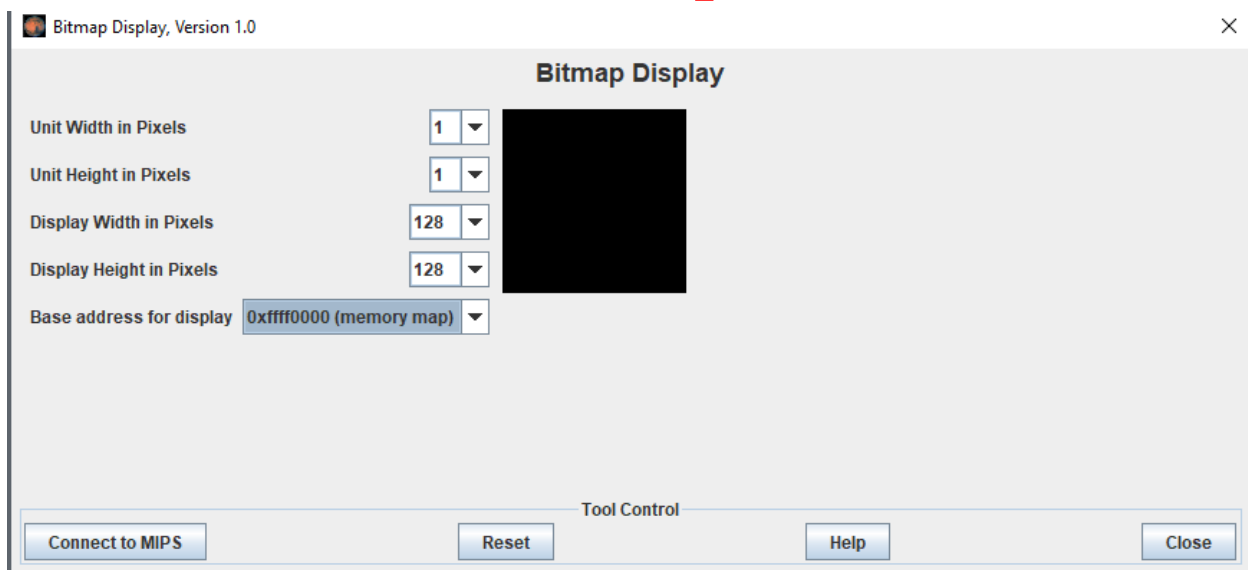 Bitmap Display, Version 1.0
Bitmap Display
Unit Width in Pixels 1
Unit Height in Pixels 1
Display Width in Pixels 128
Display Height in Pixels 128
Base address for display 0xffff0000 (memory map)
Tool Control
Connect to MIPS Reset Help Close